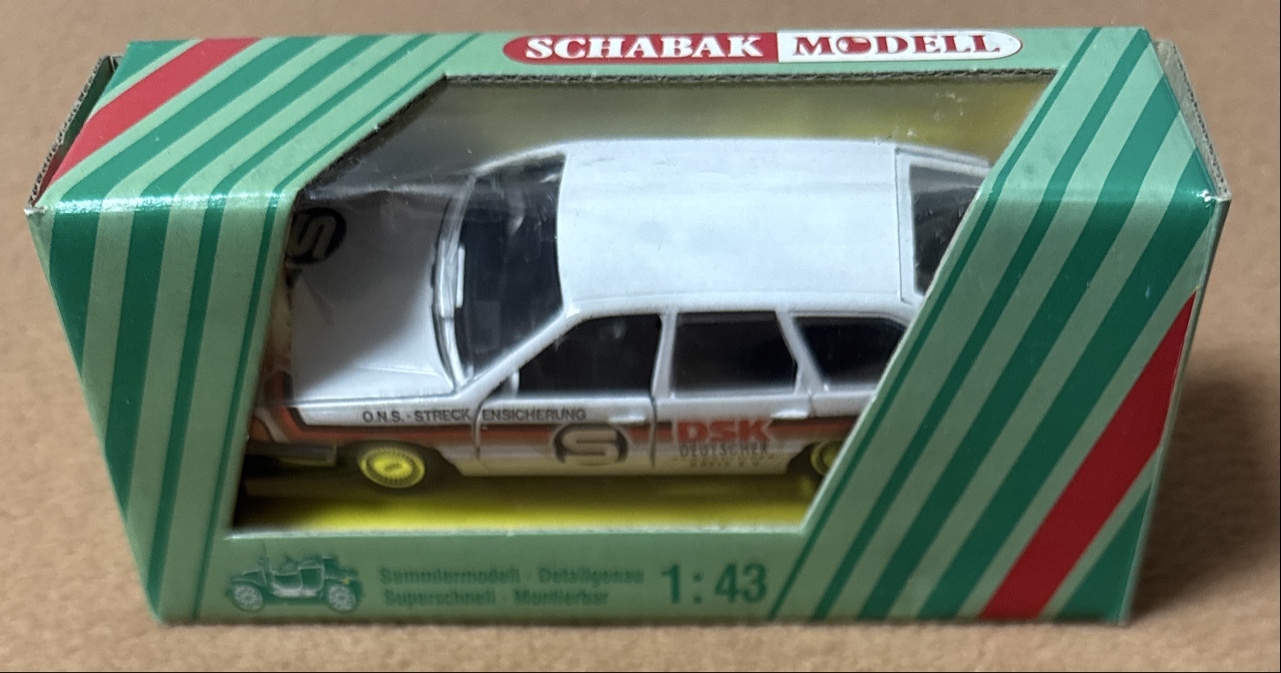 SCHABAK MODELL
S
O.N.S. - STRECKENSICHERUNG
S
DSK
DEUTSCHER
Sammlermodell · Detailgenau
Superschnell · Montierbar
1:43